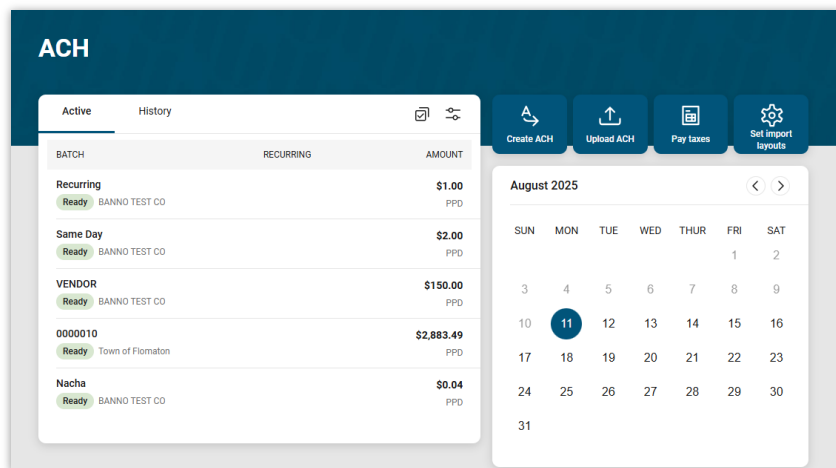 ACH
Active History
BATCH RECURRING AMOUNT
Recurring $1.00
Ready BANNO TEST CO PPD
Same Day $2.00
Ready BANNO TEST CO PPD
VENDOR $150.00
Ready BANNO TEST CO PPD
0000010 $2,883.49
Ready Town of Flomaton PPD
Nacha $0.04
Ready BANNO TEST CO PPD
Create ACH
Upload ACH
Pay taxes
Set import
layouts
August 2025
SUN MON TUE WED THUR FRI SAT
1 2
3 4 5 6 7 8 9
10 11 12 13 14 15 16
17 18 19 20 21 22 23
24 25 26 27 28 29 30
31